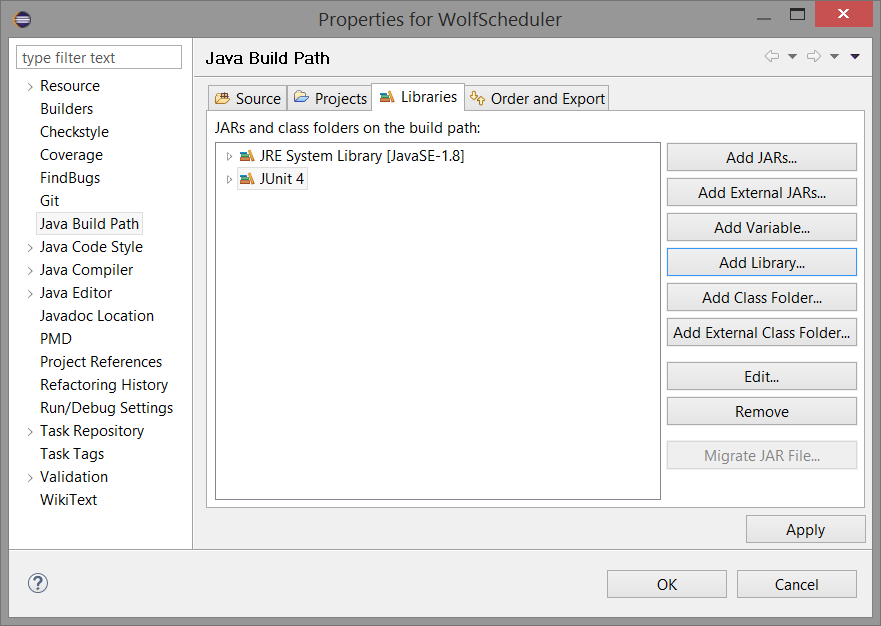 Properties for WolfScheduler
type filter text
Resource
Builders
Checkstyle
Coverage
FindBugs
Git
Java Build Path
Java Code Style
Java Compiler
Java Editor
Javadoc Location
PMD
Project References
Refactoring History
Run/Debug Settings
Task Repository
Task Tags
Validation
WikiText
Java Build Path
Source Projects Libraries Order and Export
JARs and class folders on the build path:
JRE System Library [JavaSE-1.8]
JUnit 4
Add JARs...
Add External JARs...
Add Variable...
Add Library...
Add Class Folder...
Add External Class Folder...
Edit...
Remove
Migrate JAR File...
Apply
OK Cancel